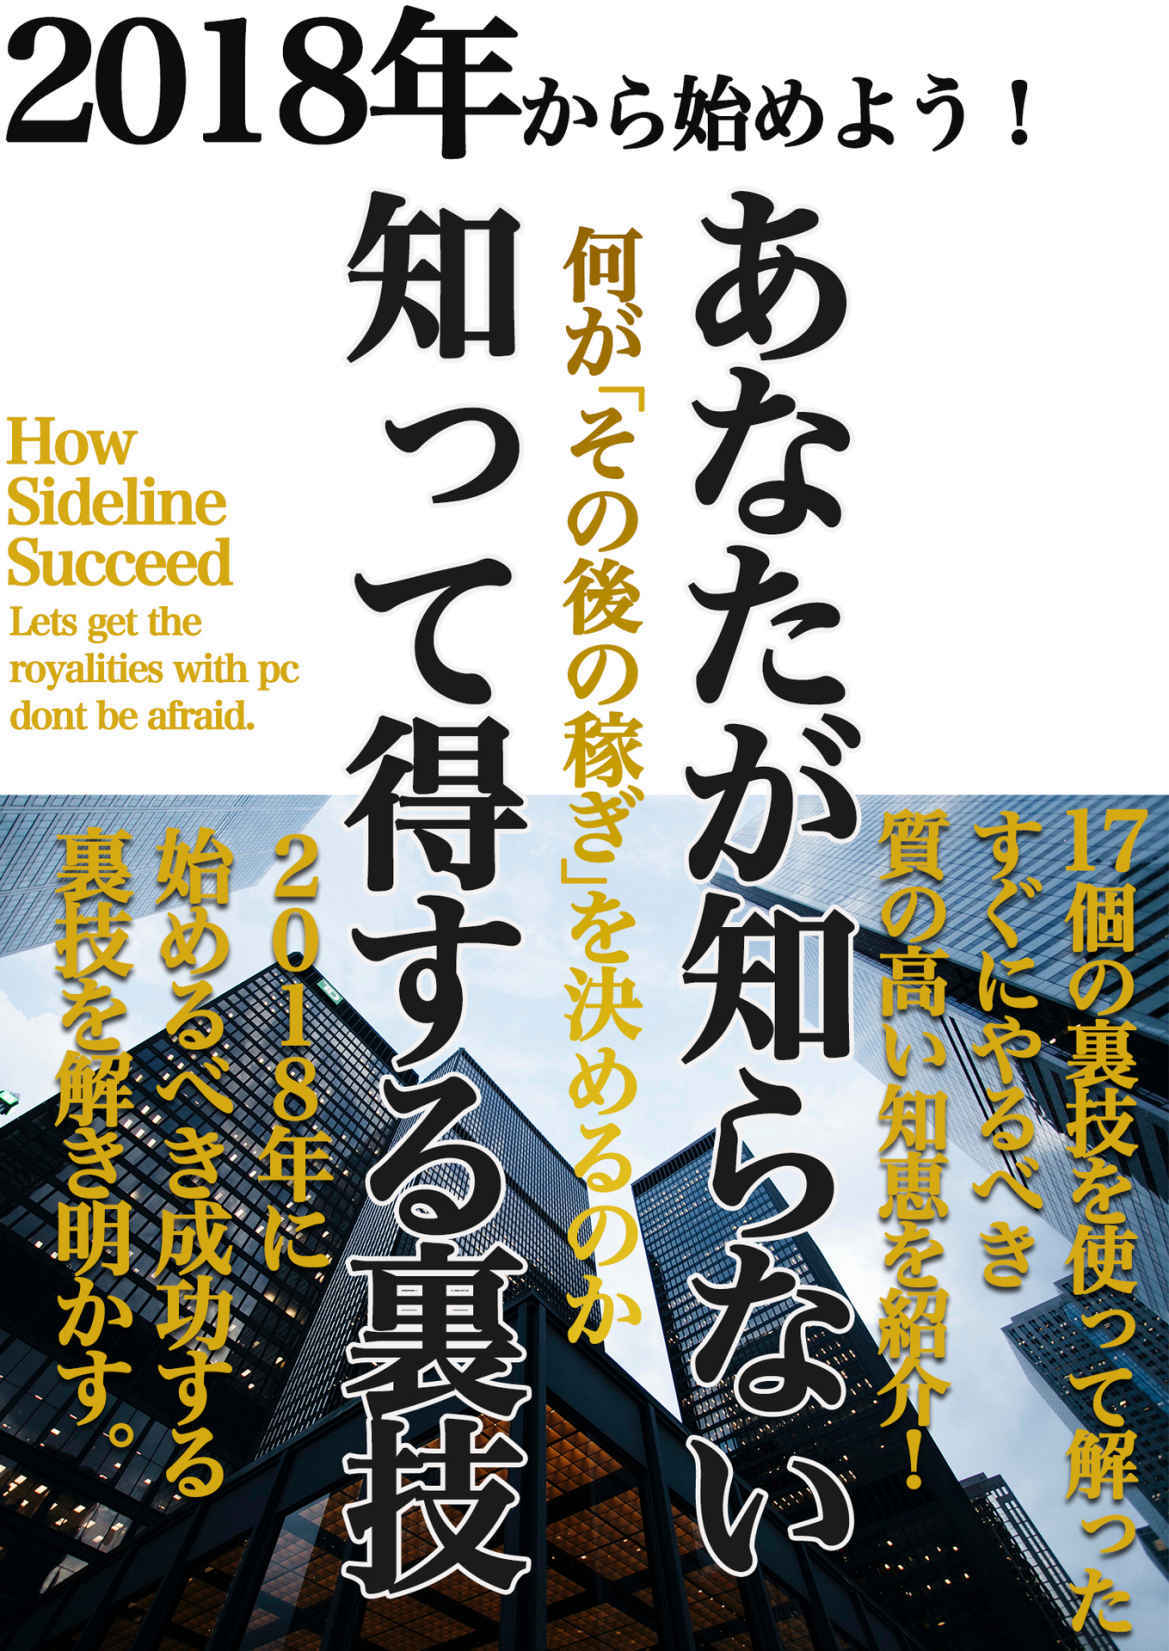 2018年から始めよう！
あなたが知らない
何が「その後の稼ぎ」を決めるのか
知って得する裏技
How
Sideline
Succeed
Lets get the
royalities with pc
dont be afraid.
17個の裏技を使って解った
すぐにやるべき
質の高い知恵を紹介！
2018年に
始めるべき成功する
裏技を解き明かす。